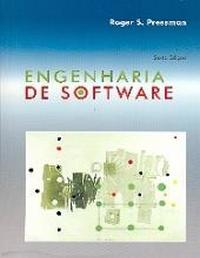 Roger S. Pressman
Sexta Edição
ENGENHARIA
DE SOFTWARE